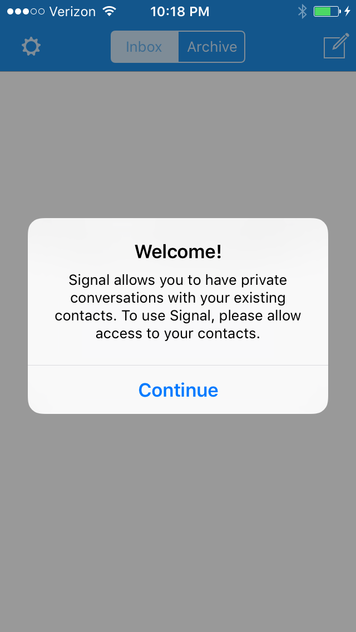 Verizon 10:18 PM
Inbox Archive
Welcome!
Signal allows you to have private
conversations with your existing
contacts. To use Signal, please allow
access to your contacts.
Continue